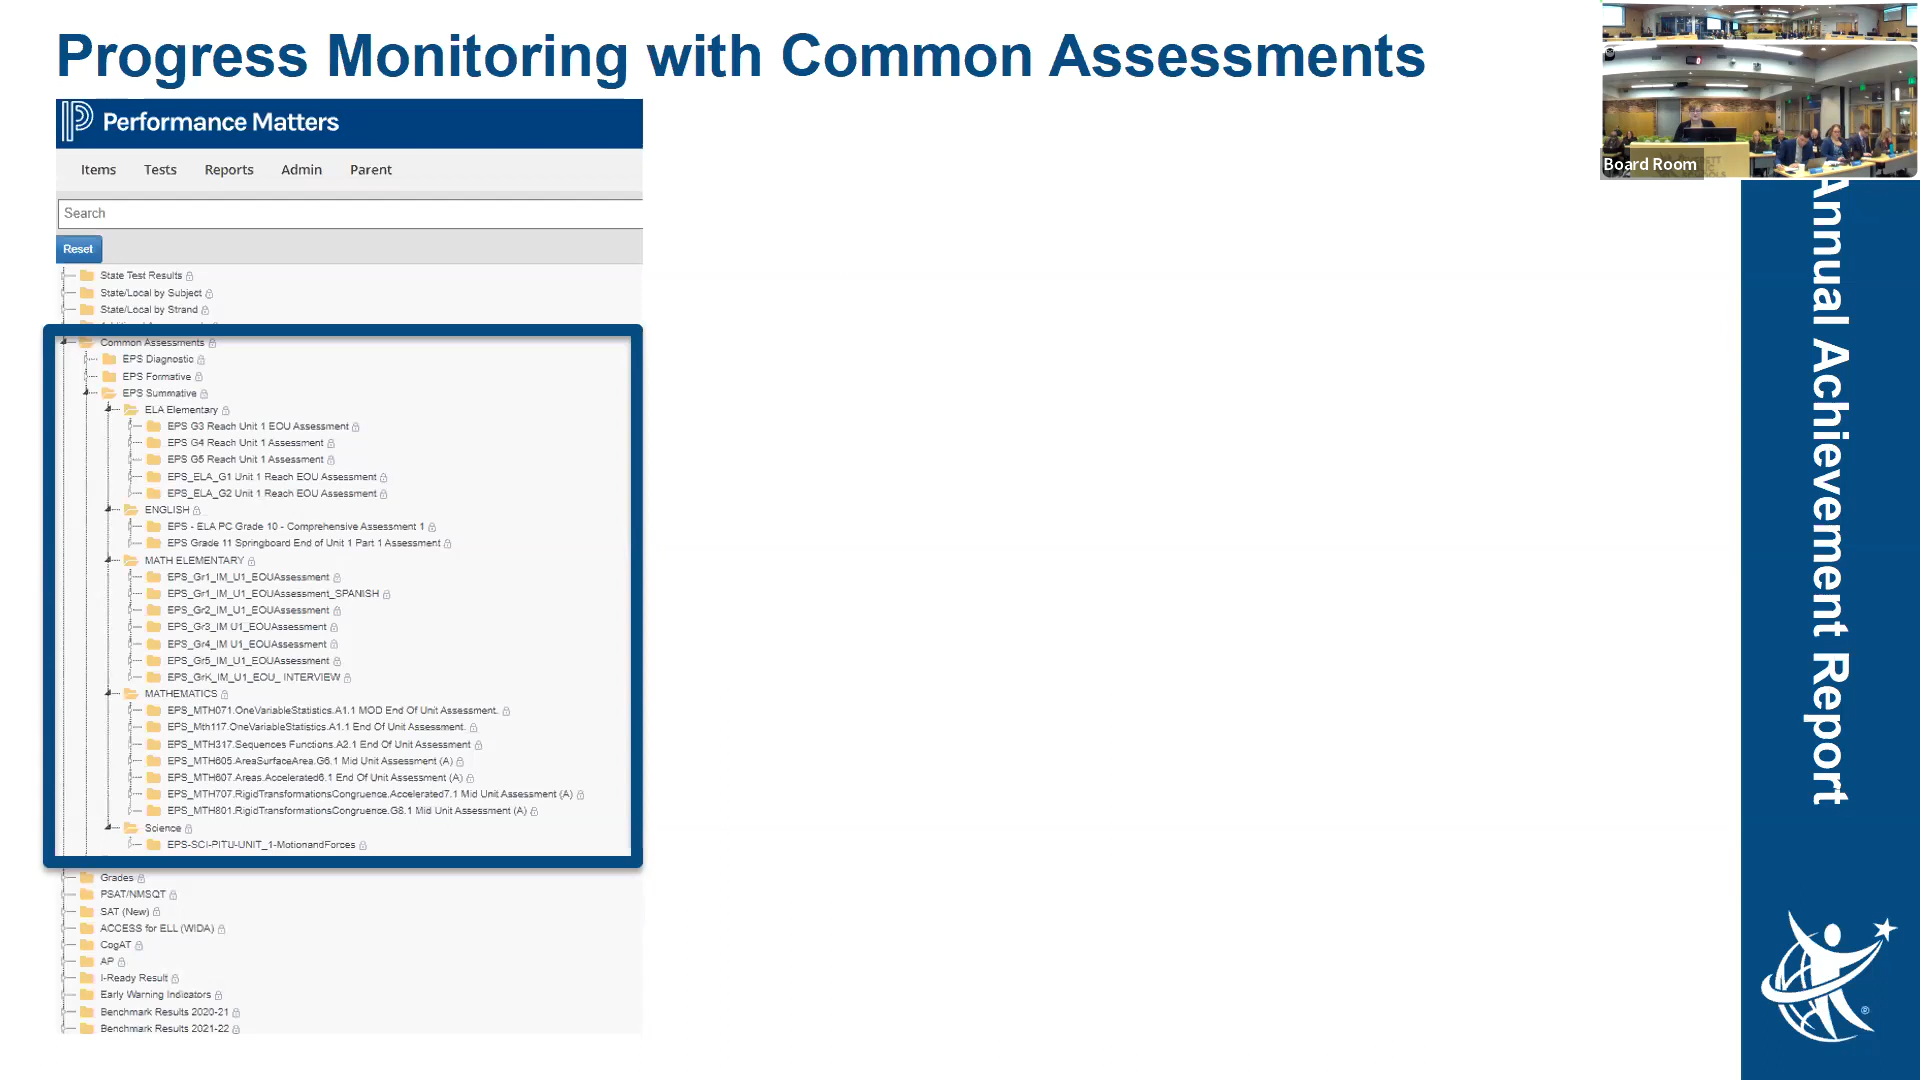 Progress Monitoring with Common Assessments
Performance Matters
Items Tests Reports Admin Parent
Search
Reset
State Test Results
State/Local by Subject
State/Local by Strand
Common Assessments
EPS Diagnostic
EPS Formative
EPS Summative
ELA Elementary
EPS G3 Reach Unit 1 EOU Assessment
EPS G4 Reach Unit 1 Assessment
EPS G5 Reach Unit 1 Assessment
EPS_ELA_G1 Unit 1 Reach EOU Assessment
EPS_ELA_G2 Unit 1 Reach EOU Assessment
ENGLISH
EPS - ELA PC Grade 10 - Comprehensive Assessment 1
EPS Grade 11 Springboard End of Unit 1 Part 1 Assessment
MATH ELEMENTARY
EPS_Gr1_IM_U1_EOUAssessment
EPS_Gr1_IM_U1_EOUAssessment_SPANISH
EPS_Gr2_IM_U1_EOUAssessment
EPS_Gr3_IM U1_EOUAssessment
EPS_Gr4_IM U1_EOUAssessment
EPS_Gr5_IM_U1_EOUAssessment
EPS_GrK_IM_U1_EOU_ INTERVIEW
MATHEMATICS
EPS_MTH071.OneVariableStatistics.A1.1 MOD End Of Unit Assessment.
EPS_Mth117.OneVariableStatistics.A1.1 End Of Unit Assessment.
EPS_MTH317.Sequences Functions.A2.1 End Of Unit Assessment
EPS_MTH605.AreaSurfaceArea.G6.1 Mid Unit Assessment (A)
EPS_MTH607.Areas.Accelerated6.1 End Of Unit Assessment (A)
EPS_MTH707.RigidTransformationsCongruence.Accelerated7.1 Mid Unit Assessment (A)
EPS_MTH801.RigidTransformationsCongruence.G8.1 Mid Unit Assessment (A)
Science
EPS-SCI-PITU-UNIT_1-MotionandForces
Grades
PSAT/NMSQT
SAT (New)
ACCESS for ELL (WIDA)
CogAT
AP
I-Ready Result
Early Warning Indicators
Benchmark Results 2020-21
Benchmark Results 2021-22
Board Room
Annual Achievement Report
®